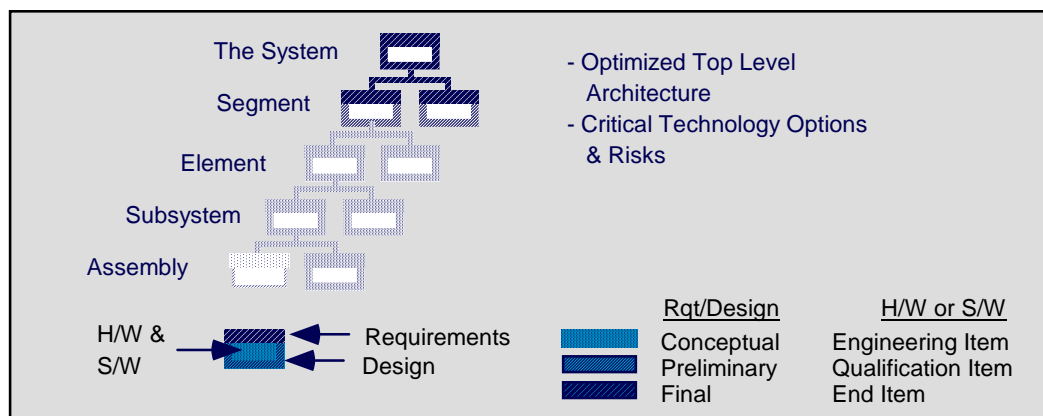 The System
Segment
Element
Subsystem
Assembly
- Optimized Top Level
Architecture
- Critical Technology Options
& Risks
H/W &
S/W
Requirements
Design
Rqt/Design H/W or S/W
Conceptual Engineering Item
Preliminary Qualification Item
Final End Item